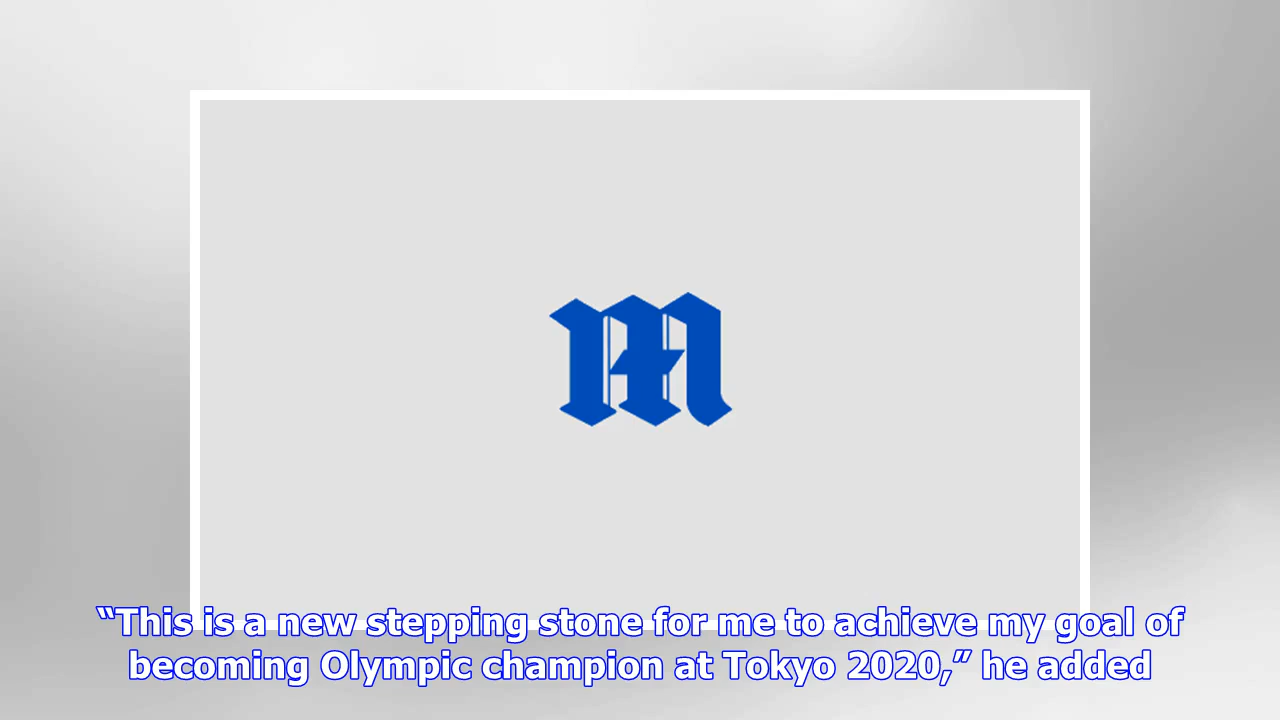 m
“This is a new stepping stone for me to achieve my goal of
becoming Olympic champion at Tokyo 2020,” he added